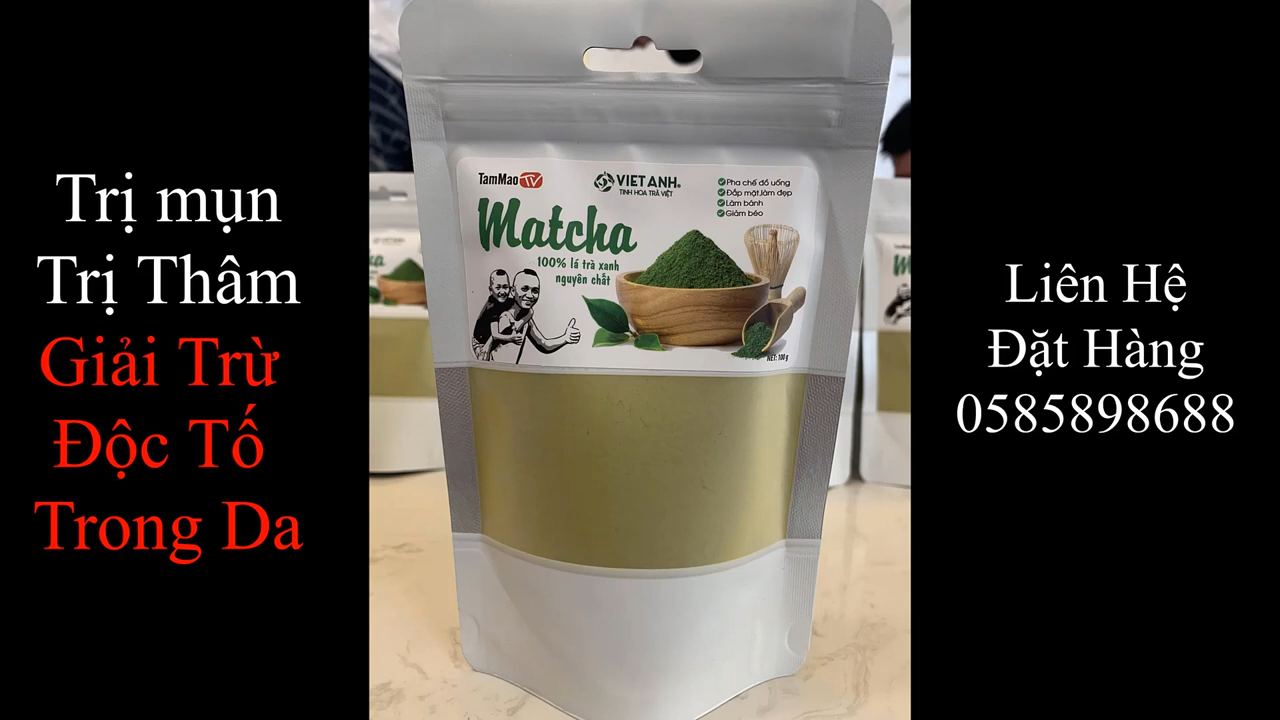 Trị mụn
Trị Thâm
Giải Trừ
Độc Tố
Trong Da
TamMao TV
VIET ANH®
TINH HOA TRÀ VIỆT
Pha chế đồ uống
Đắp mặt,làm đẹp
Làm bánh
Giảm béo
Matcha
100% lá trà xanh
nguyên chất
NET: 100g
Liên Hệ
Đặt Hàng
0585898688